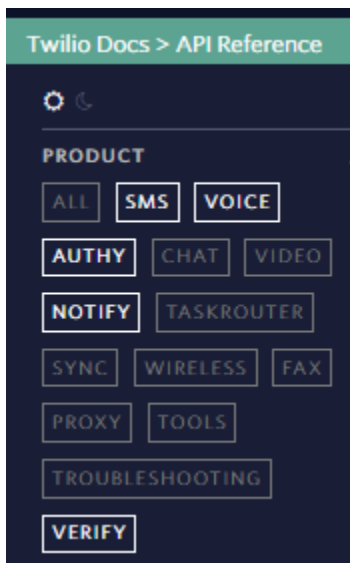 Twilio Docs > API Reference
PRODUCT
ALL SMS VOICE
AUTHY CHAT VIDEO
NOTIFY TASKROUTER
SYNC WIRELESS FAX
PROXY TOOLS
TROUBLESHOOTING
VERIFY